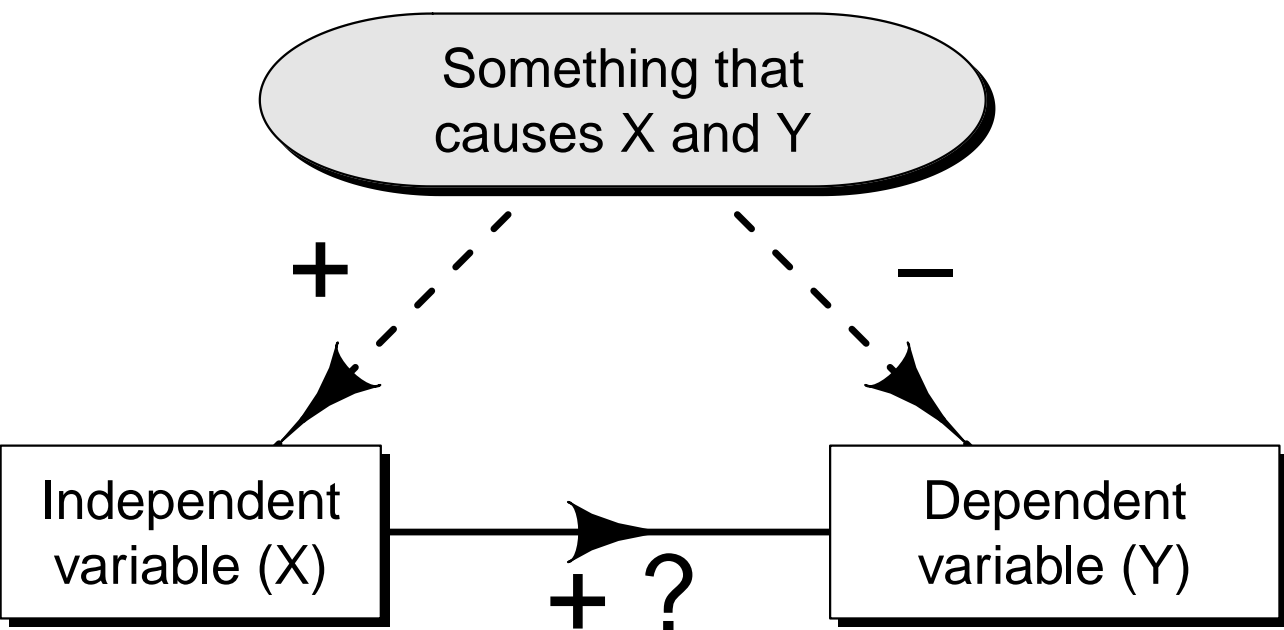 Something that
causes X and Y
+
–
Independent
variable (X)
Dependent
variable (Y)
+ ?